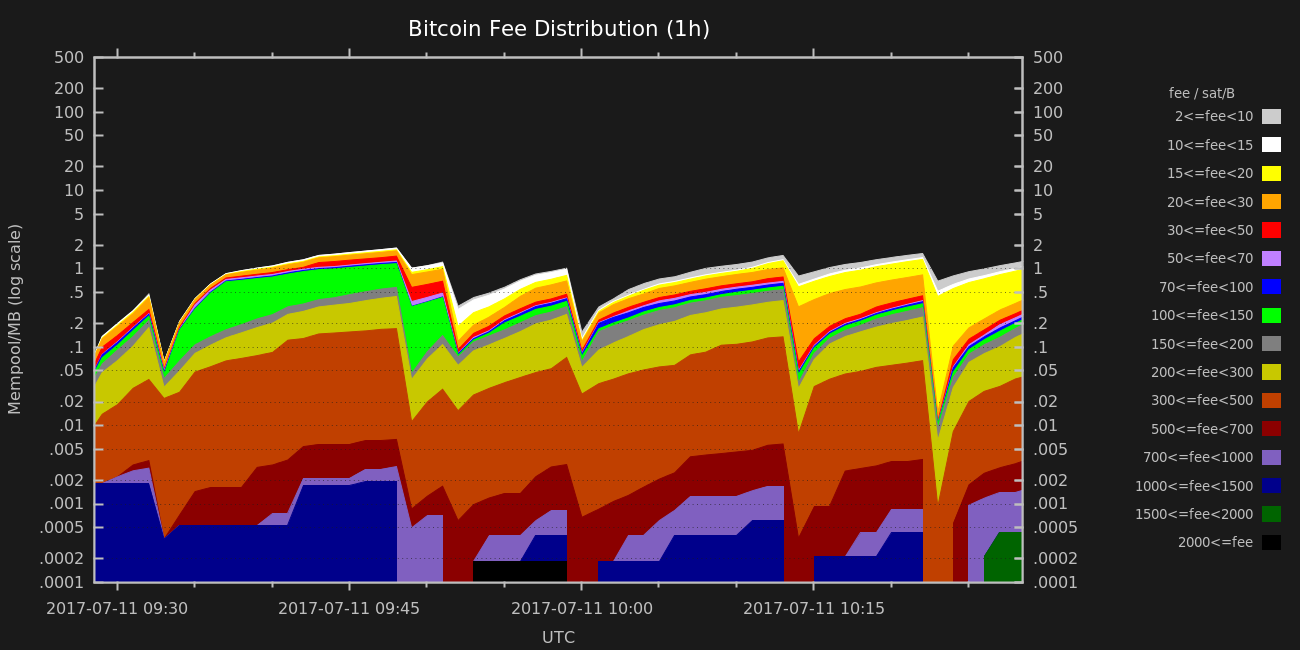 Bitcoin Fee Distribution (1h)
500 500
200 200
100 100
50 50
20 20
10 10
5 5
2 2
1 1
.5 .5
.2 .2
.1 .1
.05 .05
.02 .02
.01 .01
.005 .005
.002 .002
.001 .001
.0005 .0005
.0002 .0002
.0001 .0001
Mempool/MB (log scale)
2017-07-11 09:30 2017-07-11 09:45 2017-07-11 10:00 2017-07-11 10:15
UTC
fee / sat/B
2<=fee<10
10<=fee<15
15<=fee<20
20<=fee<30
30<=fee<50
50<=fee<70
70<=fee<100
100<=fee<150
150<=fee<200
200<=fee<300
300<=fee<500
500<=fee<700
700<=fee<1000
1000<=fee<1500
1500<=fee<2000
2000<=fee